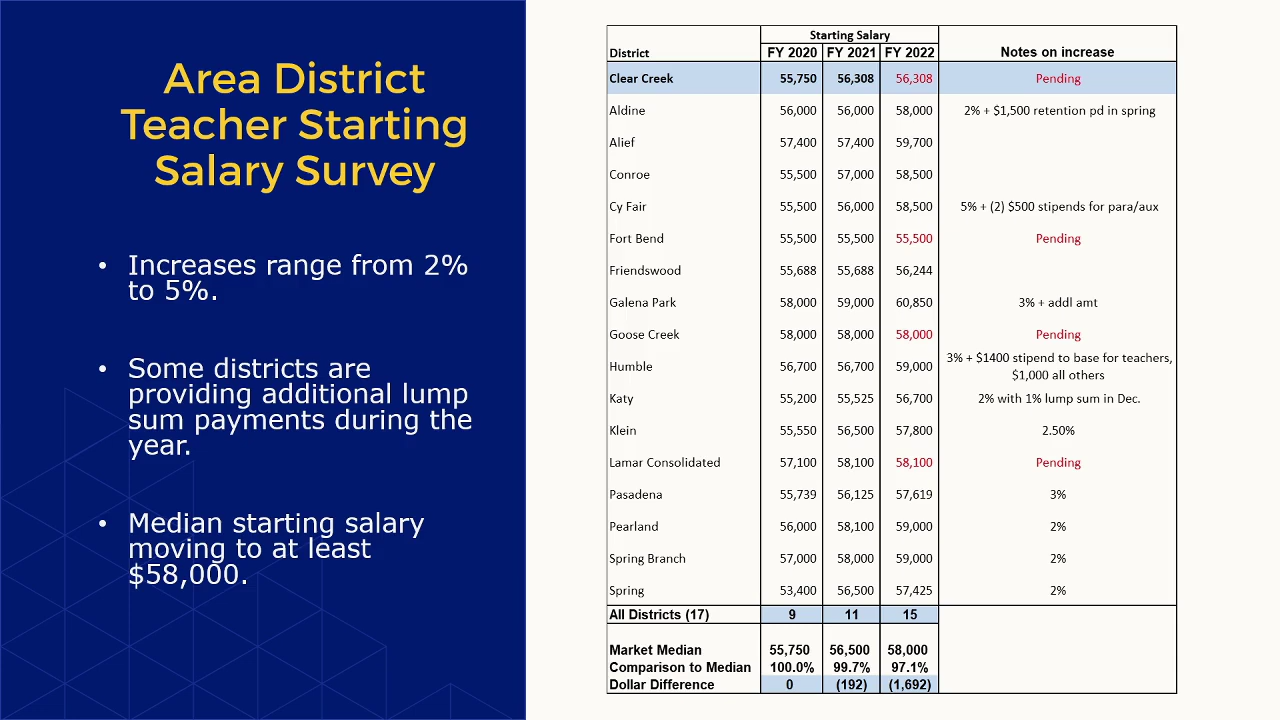 Area District
Teacher Starting
Salary Survey
• Increases range from 2%
to 5%.
• Some districts are
providing additional lump
sum payments during the
year.
• Median starting salary
moving to at least
$58,000.
Starting Salary
District FY 2020 FY 2021 FY 2022 Notes on increase
Clear Creek 55,750 56,308 56,308 Pending
Aldine 56,000 56,000 58,000 2% + $1,500 retention pd in spring
Alief 57,400 57,400 59,700
Conroe 55,500 57,000 58,500
Cy Fair 55,500 56,000 58,500 5% + (2) $500 stipends for para/aux
Fort Bend 55,500 55,500 55,500 Pending
Friendswood 55,688 55,688 56,244
Galena Park 58,000 59,000 60,850 3% + addl amt
Goose Creek 58,000 58,000 58,000 Pending
Humble 56,700 56,700 59,000 3% + $1400 stipend to base for teachers,
$1,000 all others
Katy 55,200 55,525 56,700 2% with 1% lump sum in Dec.
Klein 55,550 56,500 57,800 2.50%
Lamar Consolidated 57,100 58,100 58,100 Pending
Pasadena 55,739 56,125 57,619 3%
Pearland 56,000 58,100 59,000 2%
Spring Branch 57,000 58,000 59,000 2%
Spring 53,400 56,500 57,425 2%
All Districts (17) 9 11 15
Market Median 55,750 56,500 58,000
Comparison to Median 100.0% 99.7% 97.1%
Dollar Difference 0 (192) (1,692)